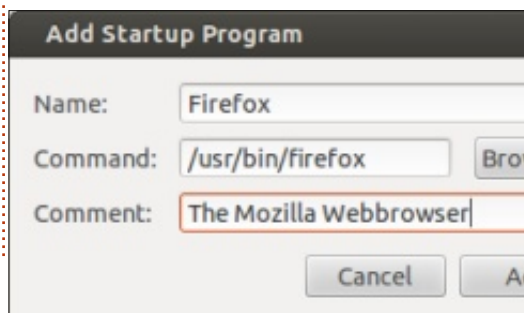 Add Startup Program
Name: Firefox
Command: /usr/bin/firefox
Comment: The Mozilla Webbrowser
Cancel